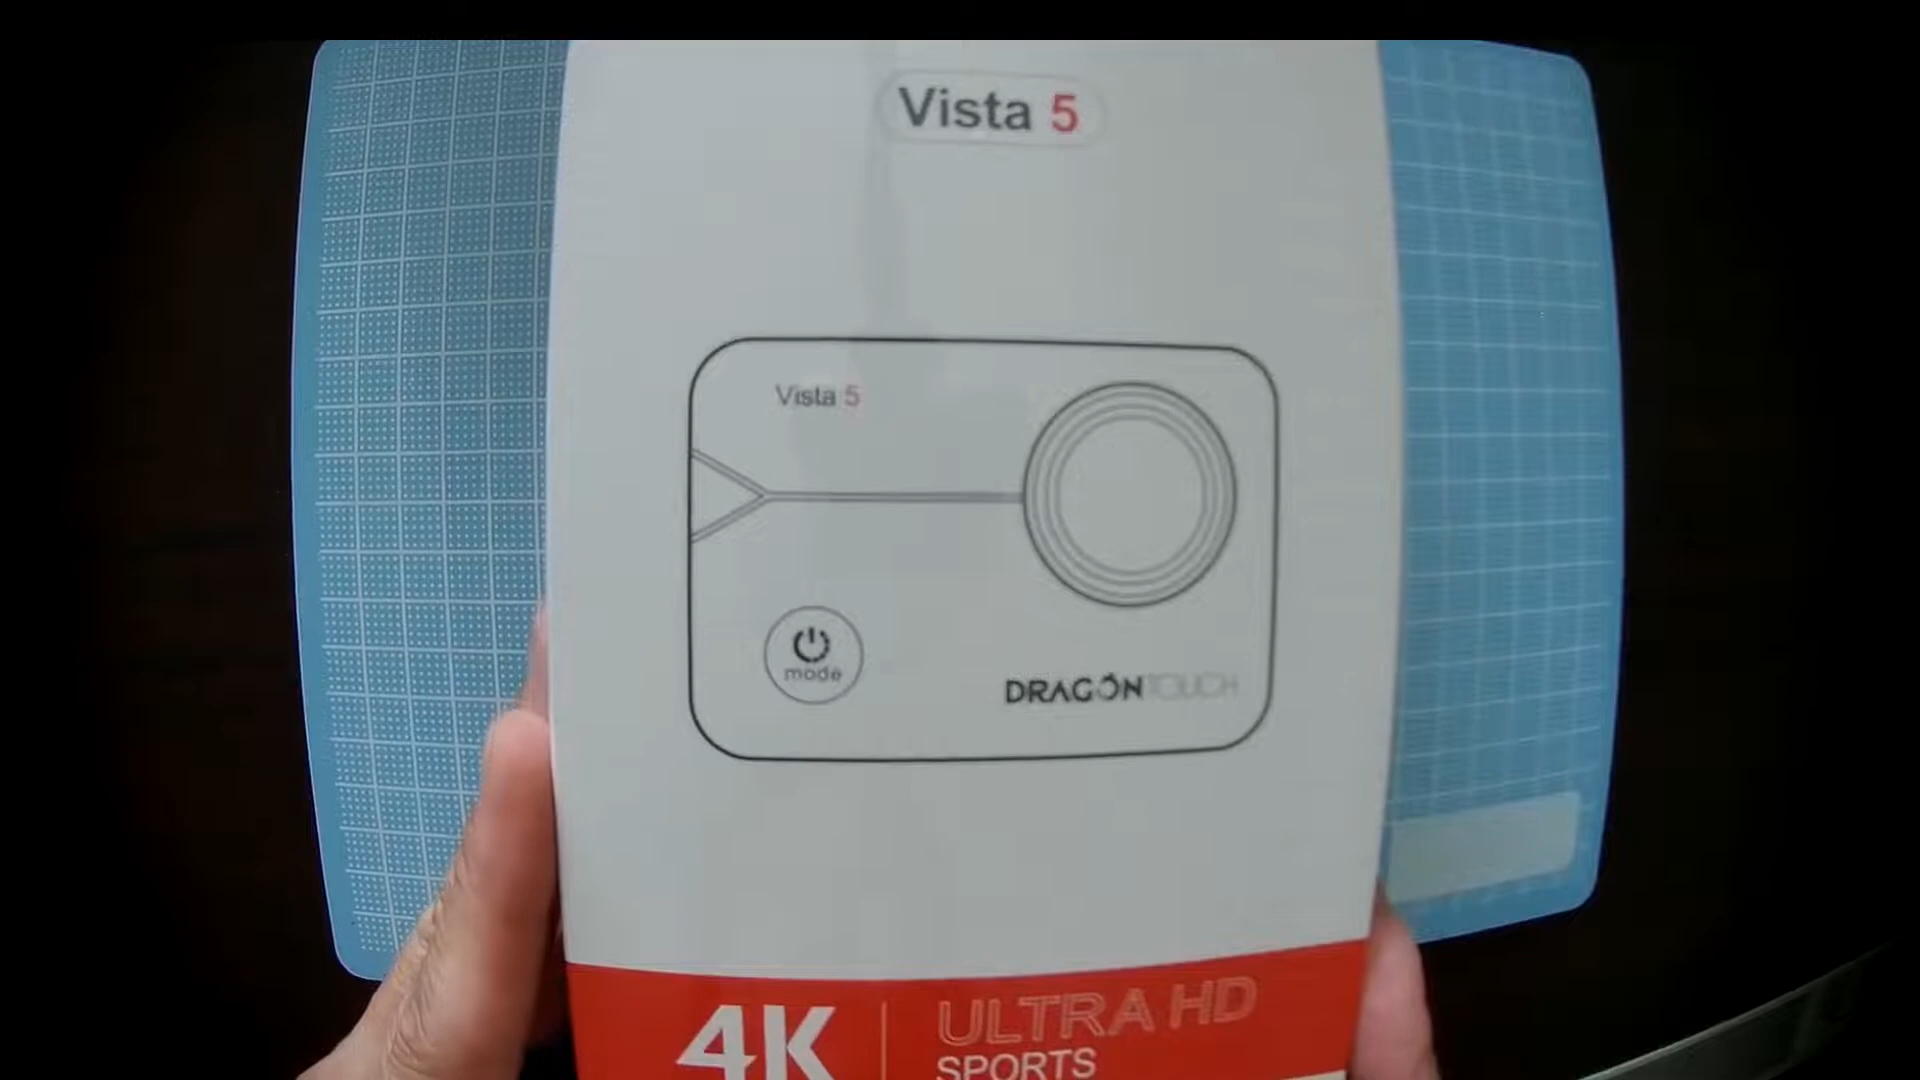 Vista 5
Vista 5
mode
DRAGONTOUCH
4K
ULTRA HD
SPORTS